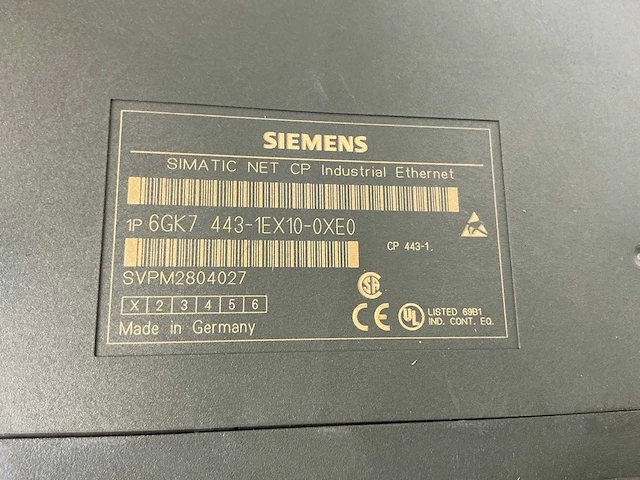 SIEMENS
SIMATIC NET CP Industrial Ethernet
1P 6GK7 443-1EX10-0XE0
CP 443-1.
SVPM2804027
X 2 3 4 5 6
Made in Germany
SA
CE UL LISTED 69B1
IND. CONT. EQ.